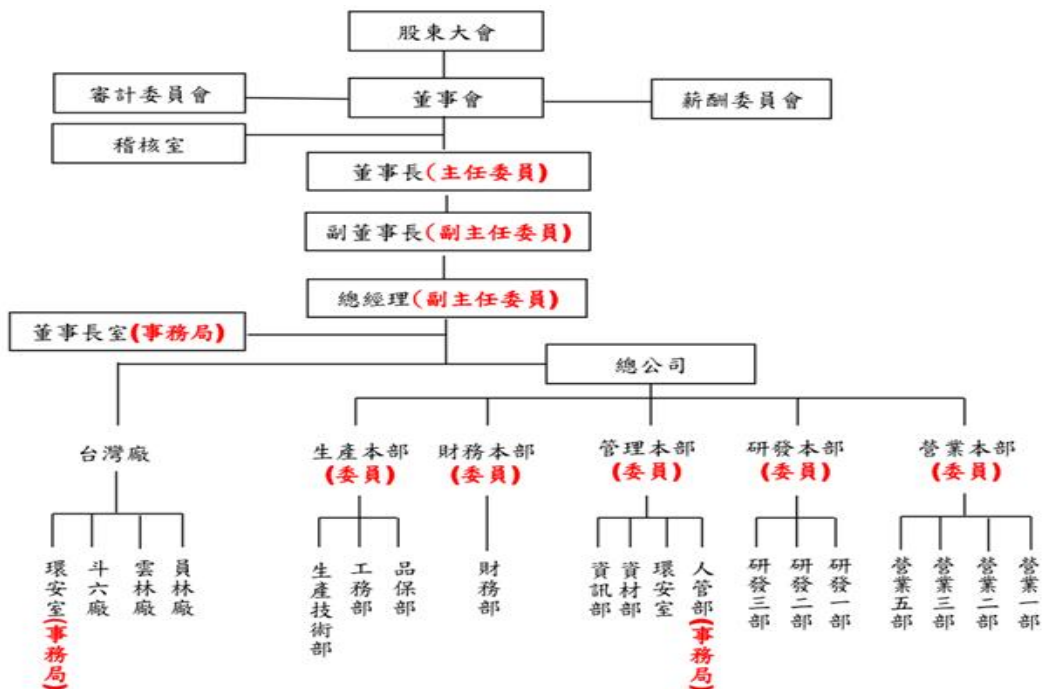 股東大會
審計委員會
董事會
薪酬委員會
稽核室
董事長(主任委員)
副董事長(副主任委員)
總經理(副主任委員)
董事長室(事務局)
總公司
台灣廠
生產本部
(委員)
財務本部
(委員)
管理本部
(委員)
研發本部
(委員)
營業本部
(委員)
環安室(事務局)
斗六廠
雲林廠
員林廠
生產技術部
工務部
品保部
財務部
資訊部
資材部
環安室
人管部(事務局)
研發三部
研發二部
研發一部
營業五部
營業三部
營業二部
營業一部